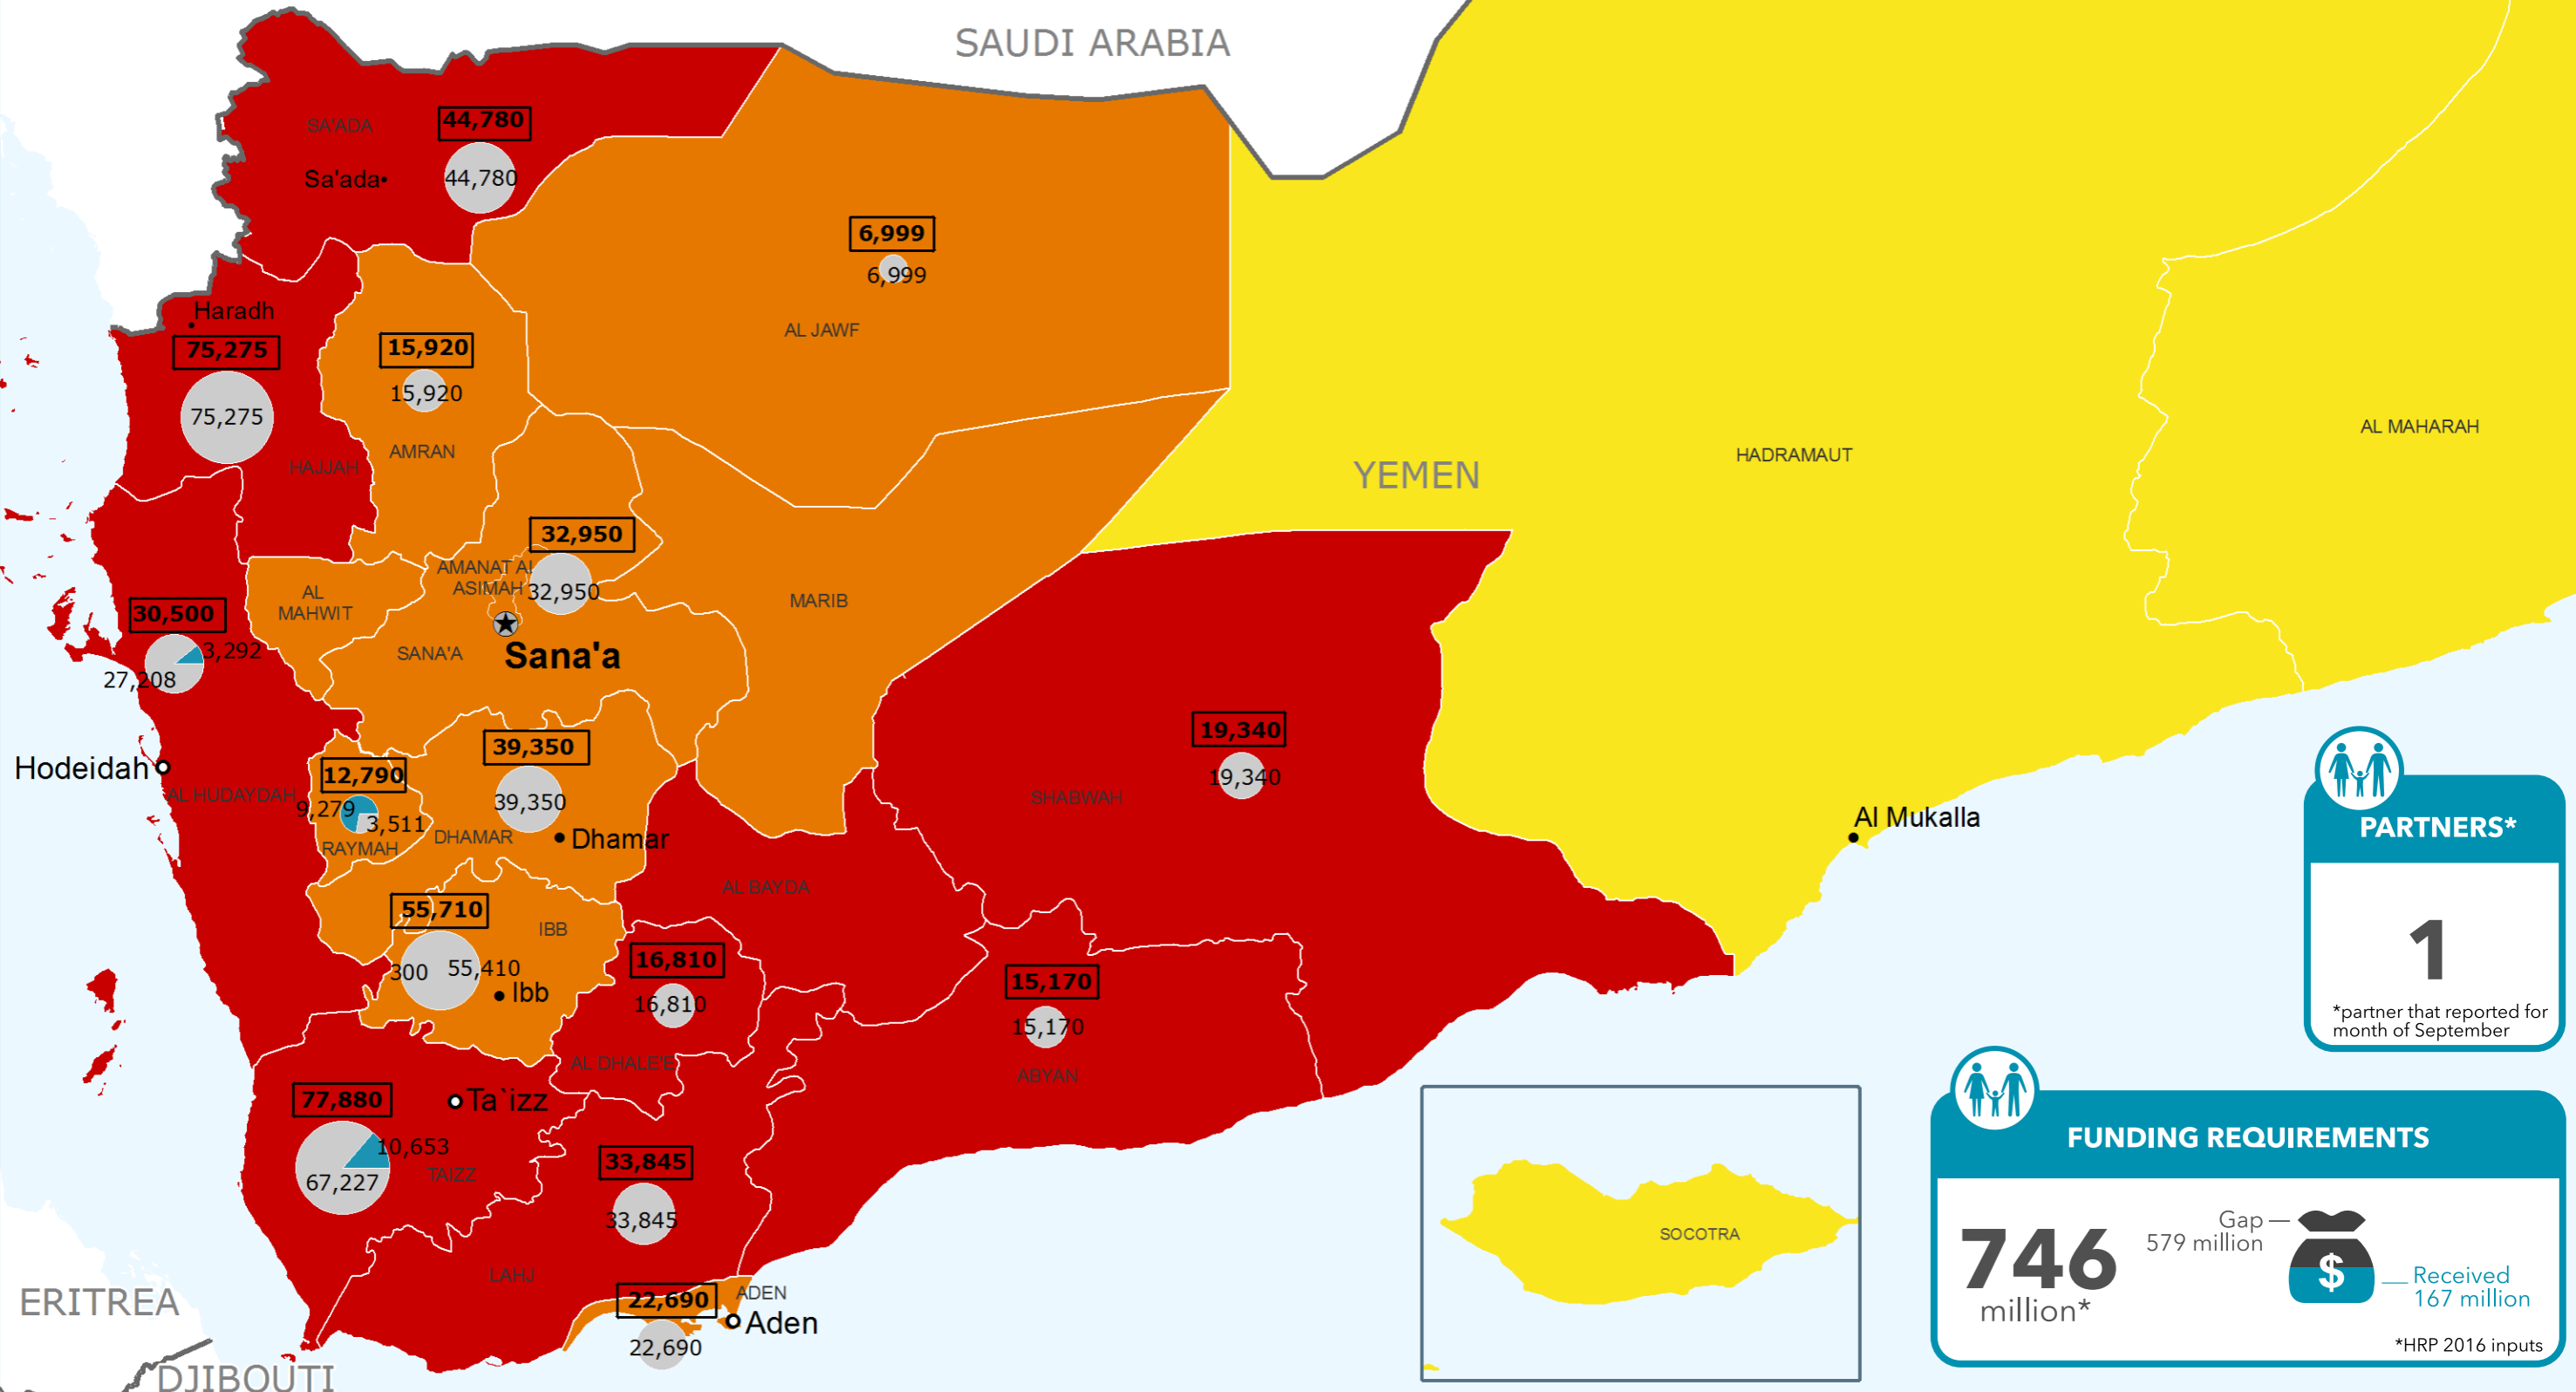 SAUDI ARABIA
SA'ADA
44,780
Sa'ada
44,780
6,999
6,999
AL JAWF
Haradh
75,275
75,275
HAJJAH
15,920
15,920
AMRAN
YEMEN
HADRAMAUT
AL MAHARAH
32,950
AMANAT AL
ASIMAH
32,950
AL
MAHWIT
MARIB
SANA'A
Sana'a
30,500
3,292
27,208
Hodeidah
AL HUDAYDAH
12,790
9,279
3,511
RAYMAH
39,350
39,350
DHAMAR
Dhamar
19,340
19,340
SHABWAH
Al Mukalla
AL BAYDA
55,710
IBB
300
55,410
Ibb
16,810
16,810
AL DHALE'E
15,170
15,170
ABYAN
77,880
Ta`izz
10,653
67,227
TAIZZ
33,845
33,845
LAHJ
22,690
ADEN
Aden
22,690
ERITREA
DJIBOUTI
SOCOTRA
PARTNERS*
1
*partner that reported for
month of September
FUNDING REQUIREMENTS
746
million*
Gap
579 million
$
Received
167 million
*HRP 2016 inputs